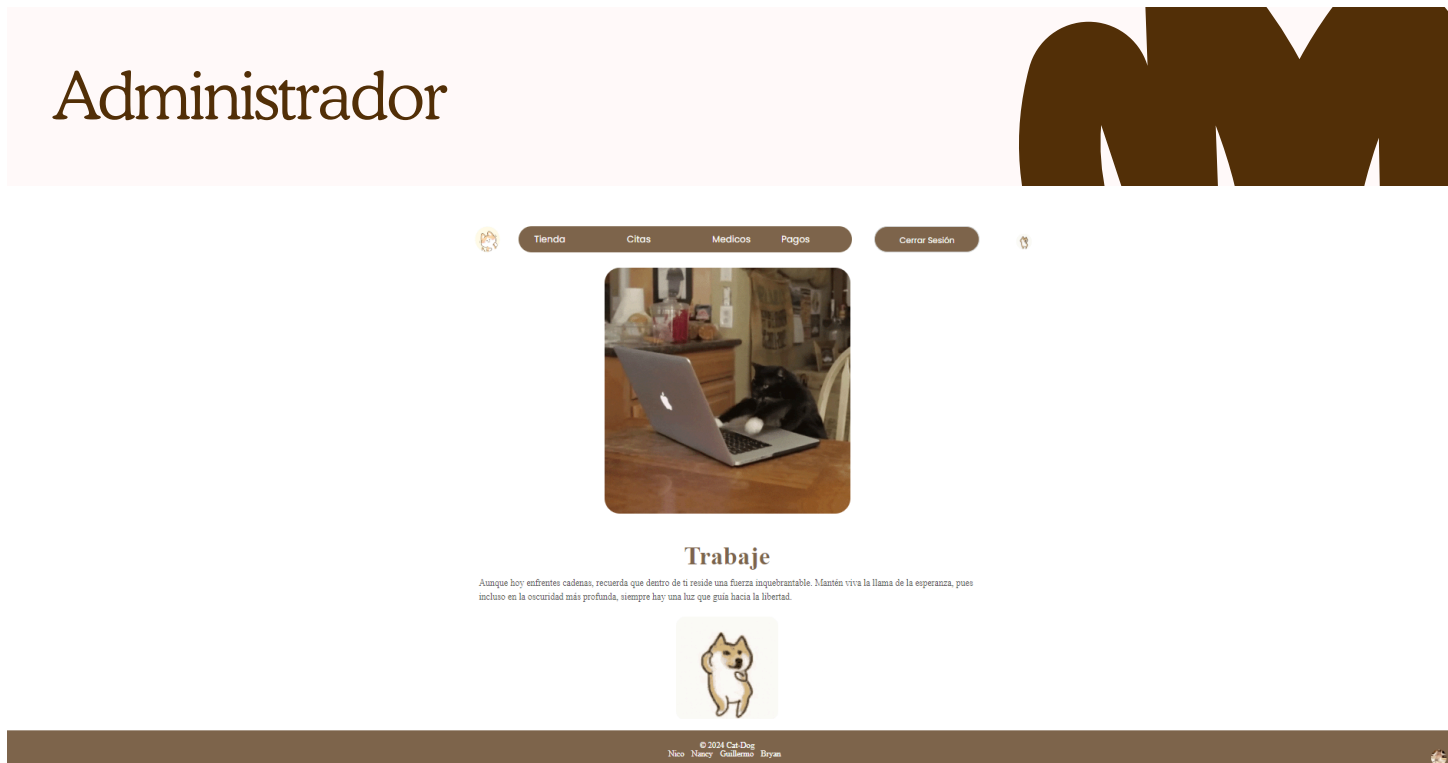 Administrador
Tienda Citas Medicos Pagos Cerrar Sesión
Trabaje
Aunque hoy enfrentes cadenas, recuerda que dentro de ti reside una fuerza inquebrantable. Mantén viva la llama de la esperanza, pues
incluso en la oscuridad más profunda, siempre hay una luz que guía hacia la libertad.
© 2024 Cat-Dog
Nico Nancy Guillermo Bryan